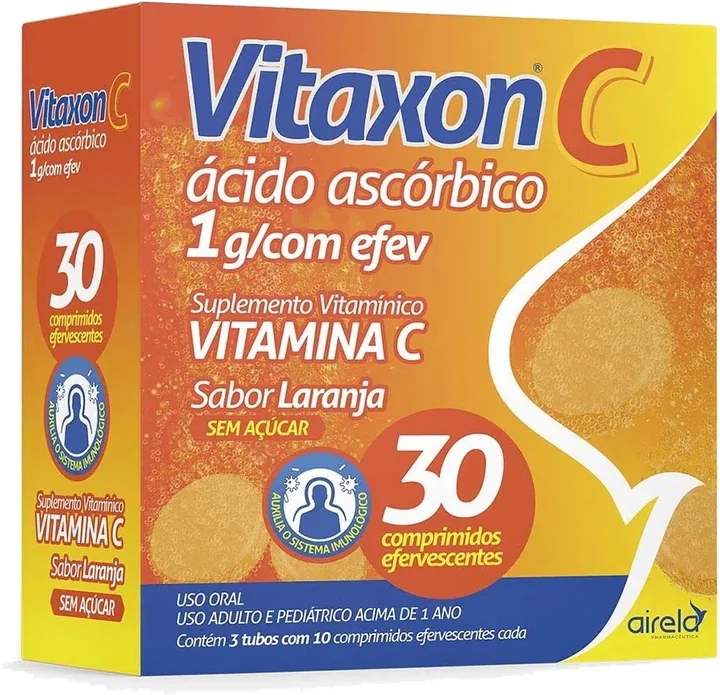 Vitaxon C
ácido ascórbico
1g/com efev
30
comprimidos
efervescentes
AUXILIA O SISTEMA IMUNOLÓGICO
Suplemento Vitamínico
VITAMINA C
Sabor Laranja
SEM AÇÚCAR
Vitaxon® C
ácido ascórbico
1g/com efev
Suplemento Vitamínico
VITAMINA C
Sabor Laranja
SEM AÇÚCAR
AUXILIA O SISTEMA IMUNOLÓGICO
30
comprimidos
efervescentes
USO ORAL
USO ADULTO E PEDIÁTRICO ACIMA DE 1 ANO
Contém 3 tubos com 10 comprimidos efervescentes cada
airela
PHARMACÊUTICA